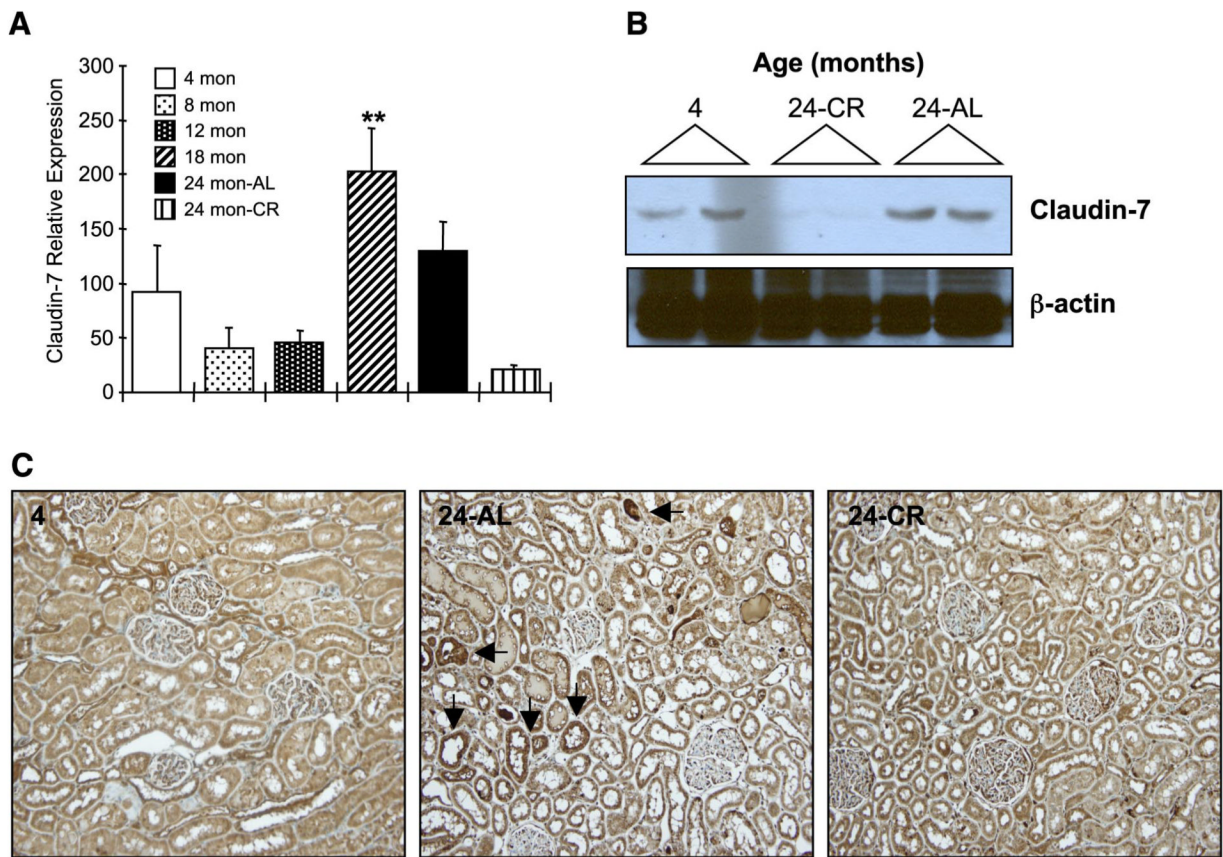 A
Claudin-7 Relative Expression
300
250
200
150
100
50
0
4 mon
8 mon
12 mon
18 mon
24 mon-AL
24 mon-CR
**
B
Age (months)
4 24-CR 24-AL
Claudin-7
β-actin
C
4
24-AL
24-CR